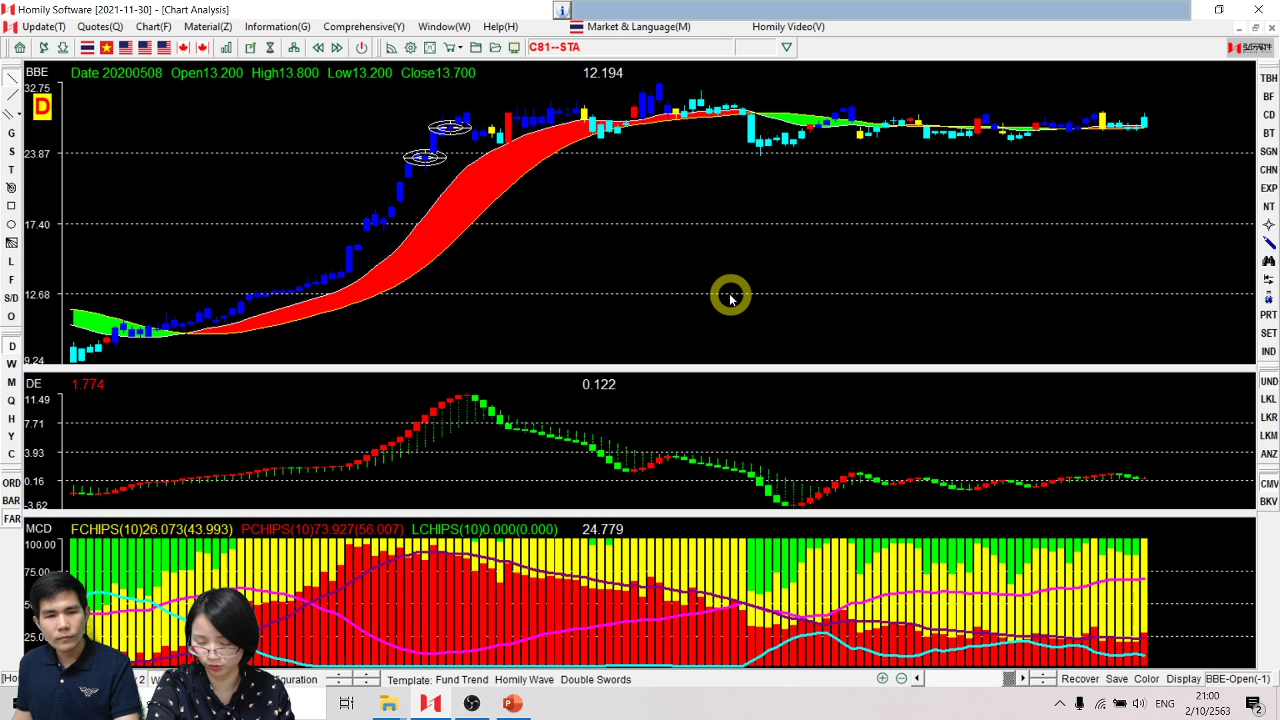 Homily Software [2021-11-30] - [Chart Analysis]
Update(T) Quotes(Q) Chart(F) Material(Z) Information(G) Comprehensive(Y) Window(W) Help(H) Market & Language(M) Homily Video(V)
C81--STA
BBE Date 20200508 Open13.200 High13.800 Low13.200 Close13.700 12.194
32.75
D
23.87
17.40
12.68
9.24
DE 1.774 0.122
11.49
7.71
3.93
0.16
-3.62
MCD FCHIPS(10)26.073(43.993) PCHIPS(10)73.927(56.007) LCHIPS(10)0.000(0.000) 24.779
100.00
75.00
G
S
T
L
F
S/D
O
D
W
M
Q
H
Y
C
ORD
BAR
FAR
TBH
BF
CD
BT
SGN
CHN
EXP
NT
PRT
SET
IND
UND
LKL
LKR
LKM
ANZ
CMV
BKV
Template: Fund Trend Homily Wave Double Swords Recover Save Color Display BBE-Open(-1)
ENG
21:00
2/10/2563
2